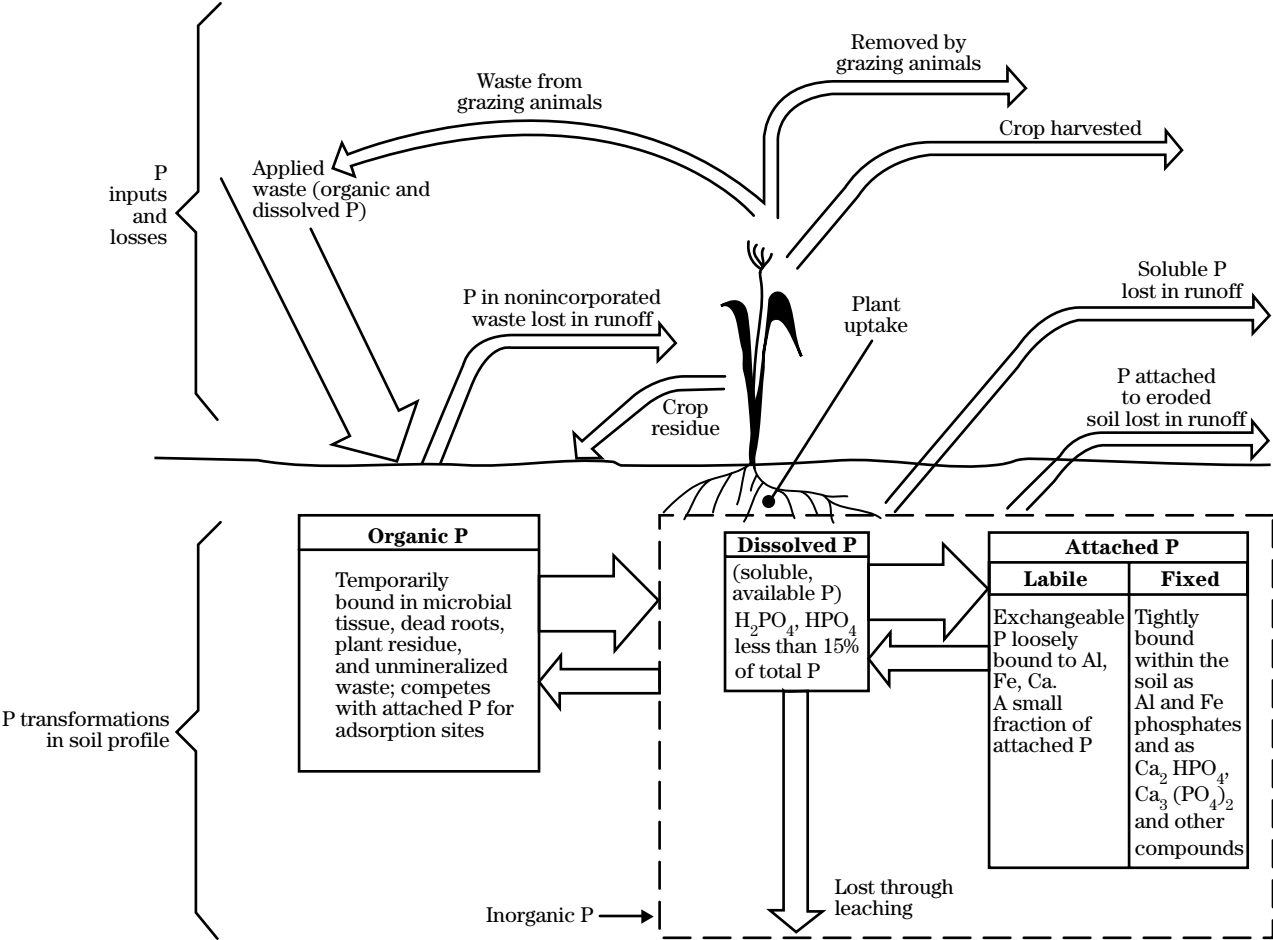 Removed by
grazing animals
Waste from
grazing animals
Crop harvested
P
inputs
and
losses
Applied
waste (organic and
dissolved P)
Soluble P
lost in runoff
P in nonincorporated
waste lost in runoff
Plant
uptake
P attached
to eroded
soil lost in runoff
Crop
residue
P transformations
in soil profile
Organic P
Temporarily
bound in microbial
tissue, dead roots,
plant residue,
and unmineralized
waste; competes
with attached P for
adsorption sites
Dissolved P
(soluble,
available P)
H₂PO₄, HPO₄
less than 15%
of total P
Attached P
Labile
Exchangeable
P loosely
bound to Al,
Fe, Ca.
A small
fraction of
attached P
Fixed
Tightly
bound
within the
soil as
Al and Fe
phosphates
and as
Ca₂ HPO₄,
Ca₃ (PO₄)₂
and other
compounds
Lost through
leaching
Inorganic P